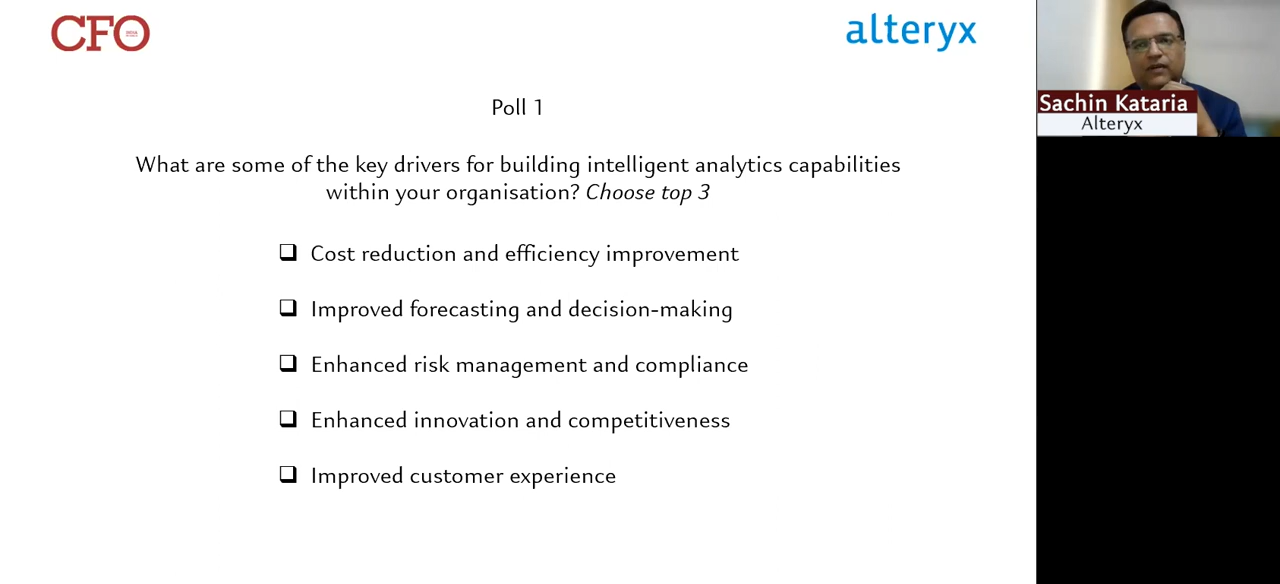 CFO
alteryx
Poll 1
What are some of the key drivers for building intelligent analytics capabilities
within your organisation? Choose top 3
❑ Cost reduction and efficiency improvement
❑ Improved forecasting and decision-making
❑ Enhanced risk management and compliance
❑ Enhanced innovation and competitiveness
❑ Improved customer experience
Sachin Kataria
Alteryx